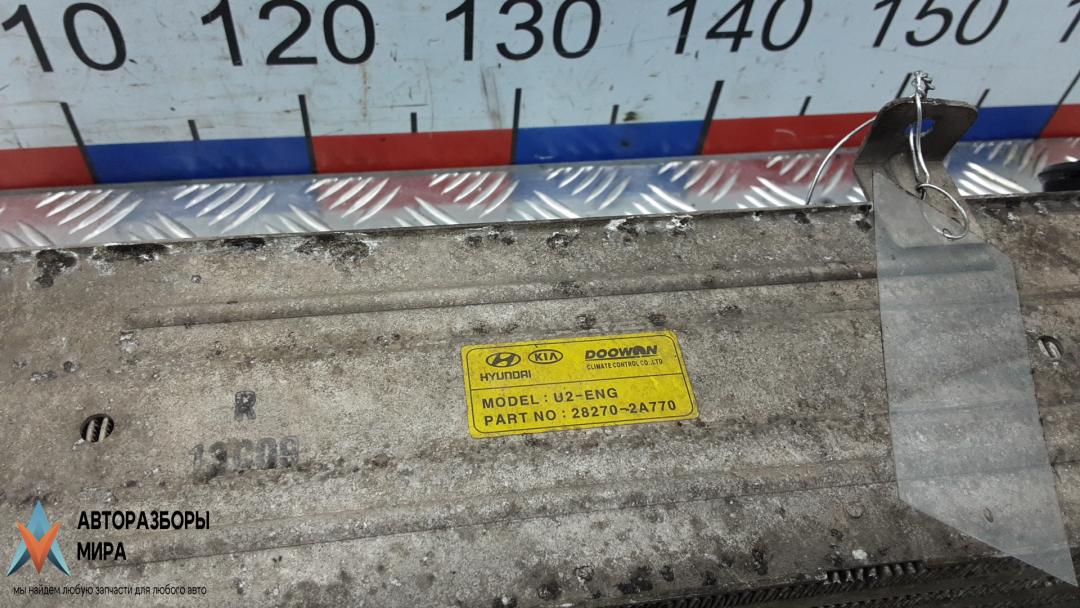 10 120 130 140 150
HYUNDAI KIA DOOWON
CLIMATE CONTROL CO.,LTD
MODEL : U2-ENG
PART NO : 28270-2A770
R
13C09
АВТОРАЗБОРЫ
МИРА
мы найдем любую запчасти для любого авто